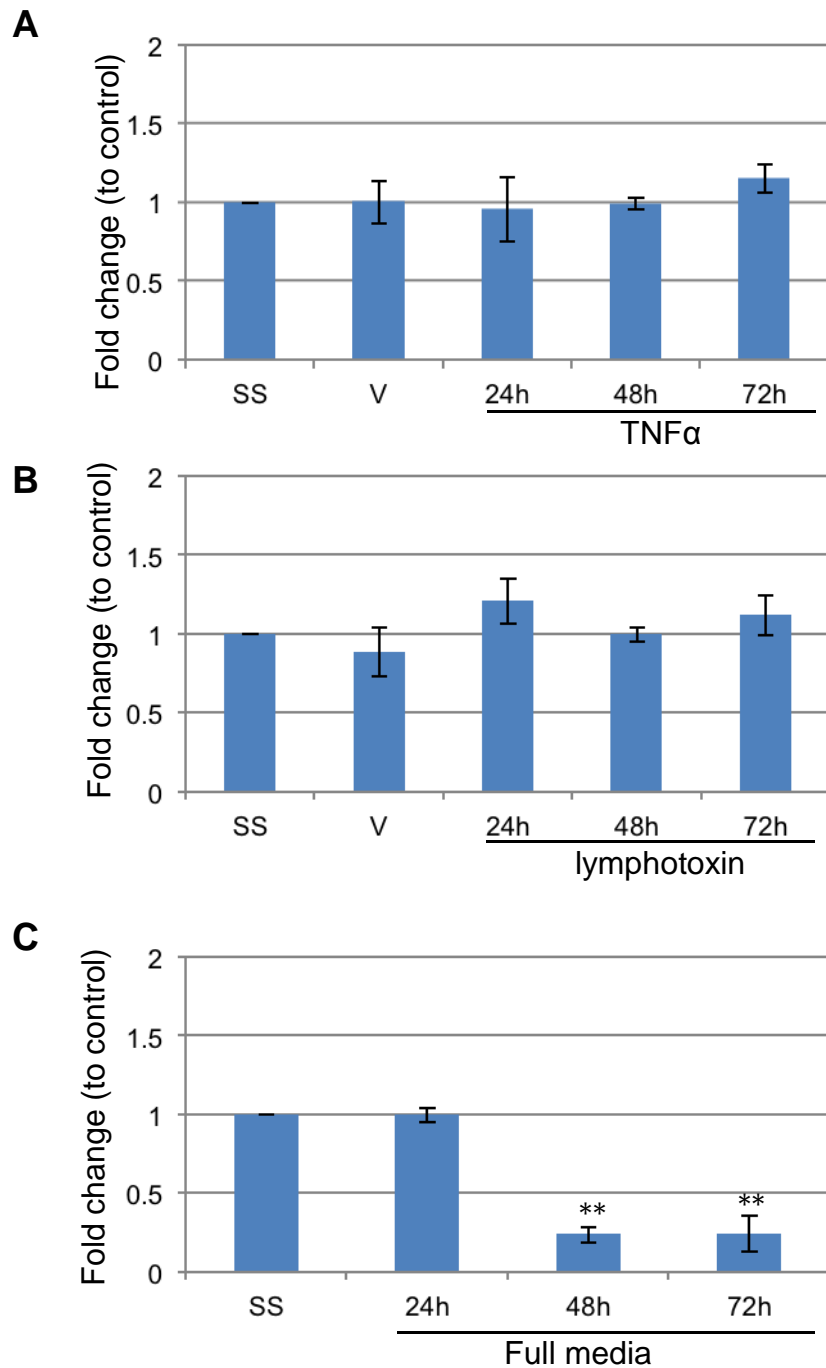 A
Fold change (to control)
2
1.5
1
0.5
0
SS V 24h 48h 72h
TNFα
B
Fold change (to control)
2
1.5
1
0.5
0
SS V 24h 48h 72h
lymphotoxin
C
Fold change (to control)
2
1.5
1
0.5
0
** **
SS 24h 48h 72h
Full media